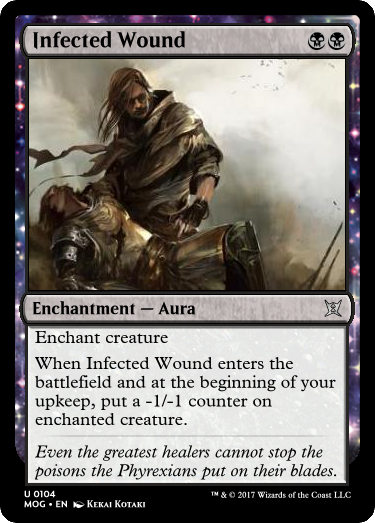 Infected Wound
Enchantment — Aura
Enchant creature
When Infected Wound enters the
battlefield and at the beginning of your
upkeep, put a -1/-1 counter on
enchanted creature.
Even the greatest healers cannot stop the
poisons the Phyrexians put on their blades.
U 0104
MOG • EN Kekai Kotaki
™ & © 2017 Wizards of the Coast LLC